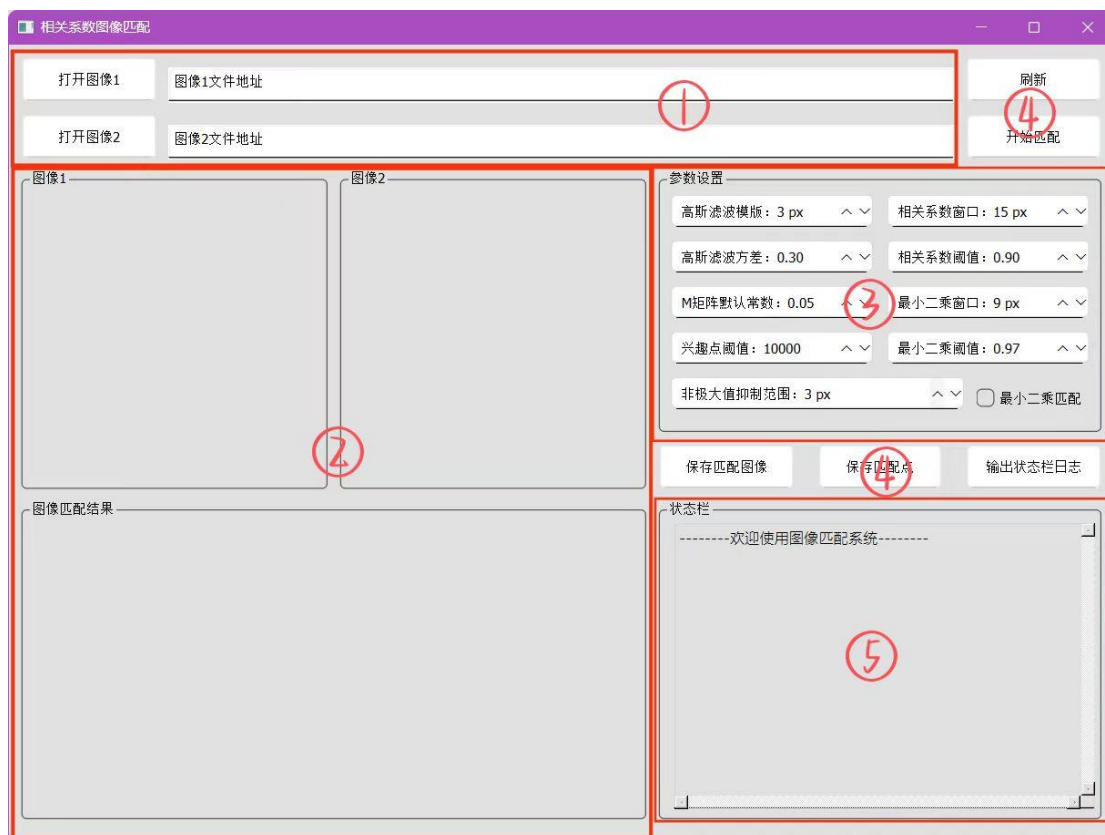 相关系数图像匹配
打开图像1 图像1文件地址 ① 刷新
打开图像2 图像2文件地址 ④ 开始匹配
图像1 图像2 参数设置
高斯滤波模版：3 px 相关系数窗口：15 px
高斯滤波方差：0.30 相关系数阈值：0.90
M矩阵默认常数：0.05 ③ 最小二乘窗口：9 px
兴趣点阈值：10000 最小二乘阈值：0.97
非极大值抑制范围：3 px 最小二乘匹配
②
保存匹配图像 保存匹配点 ④ 输出状态栏日志
图像匹配结果 状态栏
--------欢迎使用图像匹配系统--------
⑤